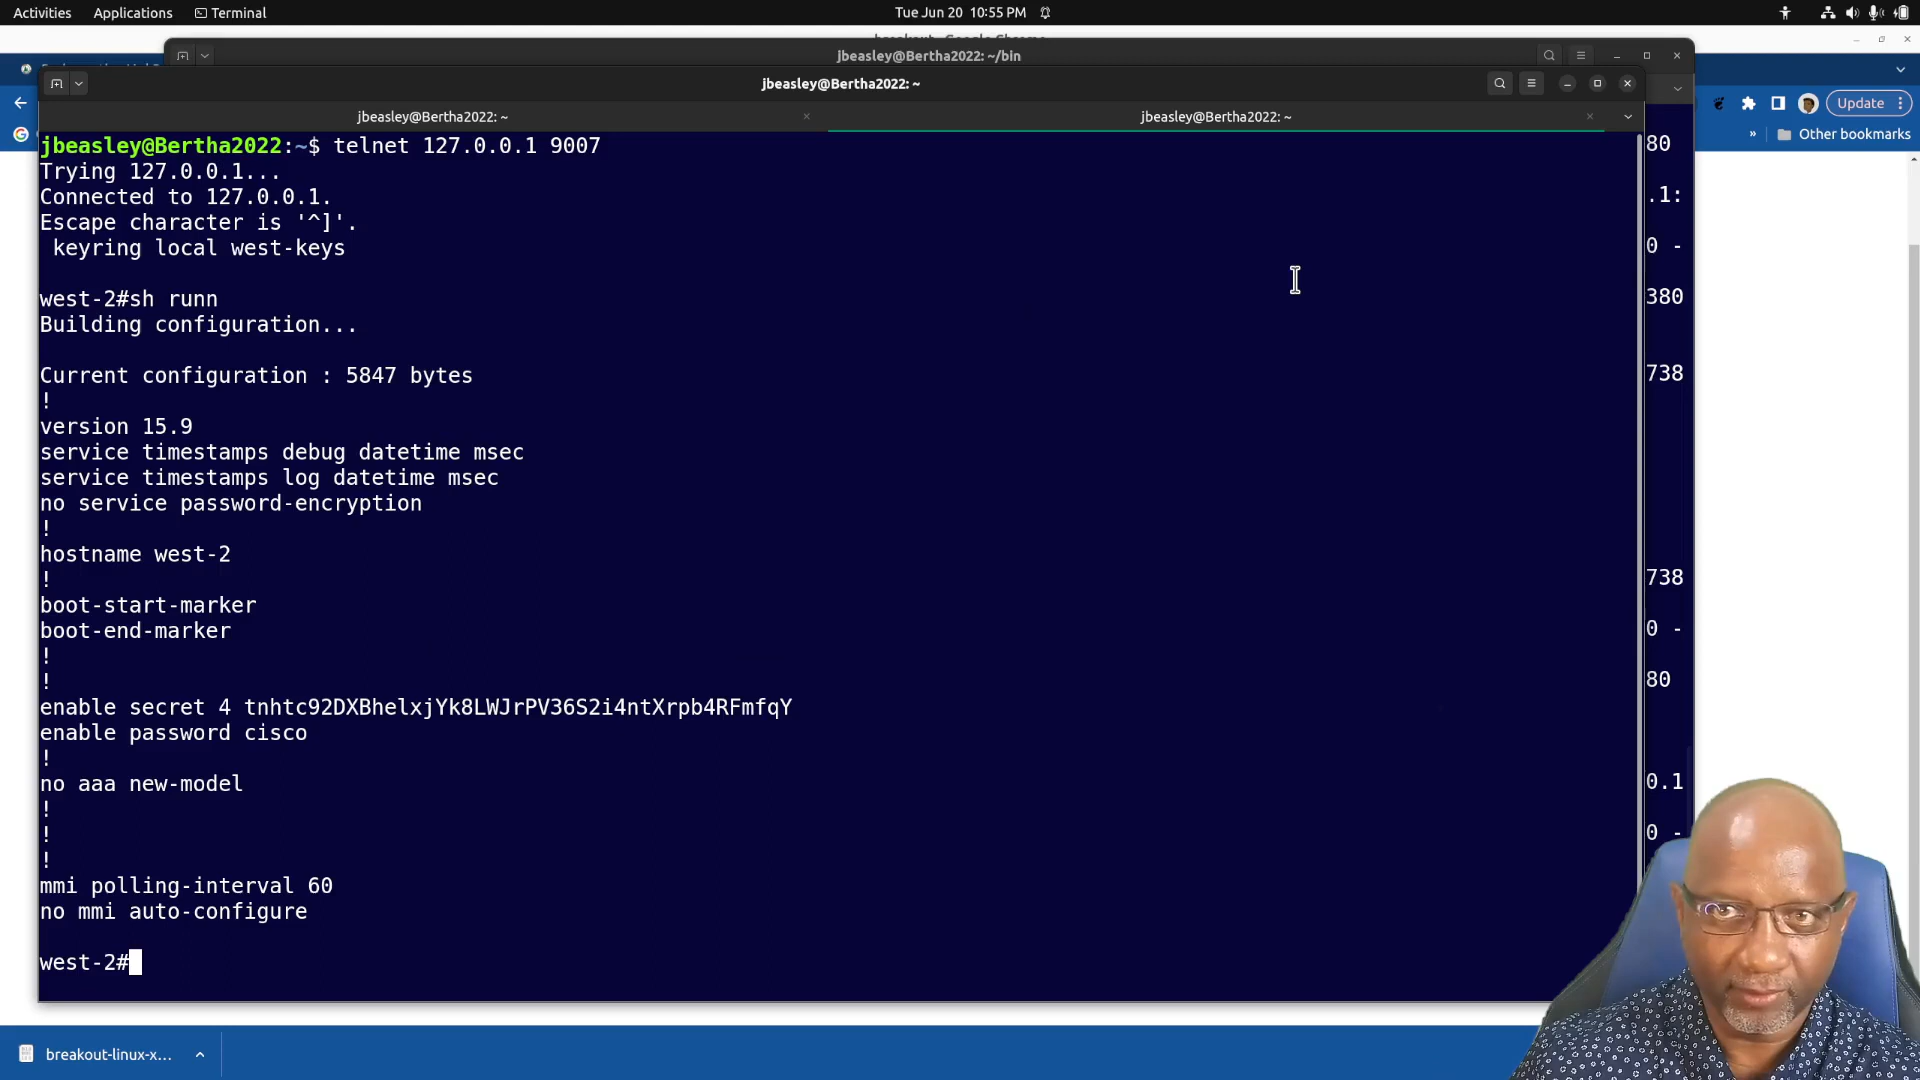 Activities Applications Terminal Tue Jun 20 10:55 PM
jbeasley@Bertha2022: ~/bin
jbeasley@Bertha2022: ~
Update
jbeasley@Bertha2022: ~ jbeasley@Bertha2022: ~
» Other bookmarks
jbeasley@Bertha2022:~$ telnet 127.0.0.1 9007
Trying 127.0.0.1...
Connected to 127.0.0.1.
Escape character is '^]'.
 keyring local west-keys
west-2#sh runn
Building configuration...
Current configuration : 5847 bytes
!
version 15.9
service timestamps debug datetime msec
service timestamps log datetime msec
no service password-encryption
!
hostname west-2
!
boot-start-marker
boot-end-marker
!
!
enable secret 4 tnhtc92DXBhelxjYk8LWJrPV36S2i4ntXrpb4RFmfqY
enable password cisco
!
no aaa new-model
!
!
!
mmi polling-interval 60
no mmi auto-configure
west-2#
80
.1:
0 -
380
738
738
0 -
80
0.1
0 -
breakout-linux-x...